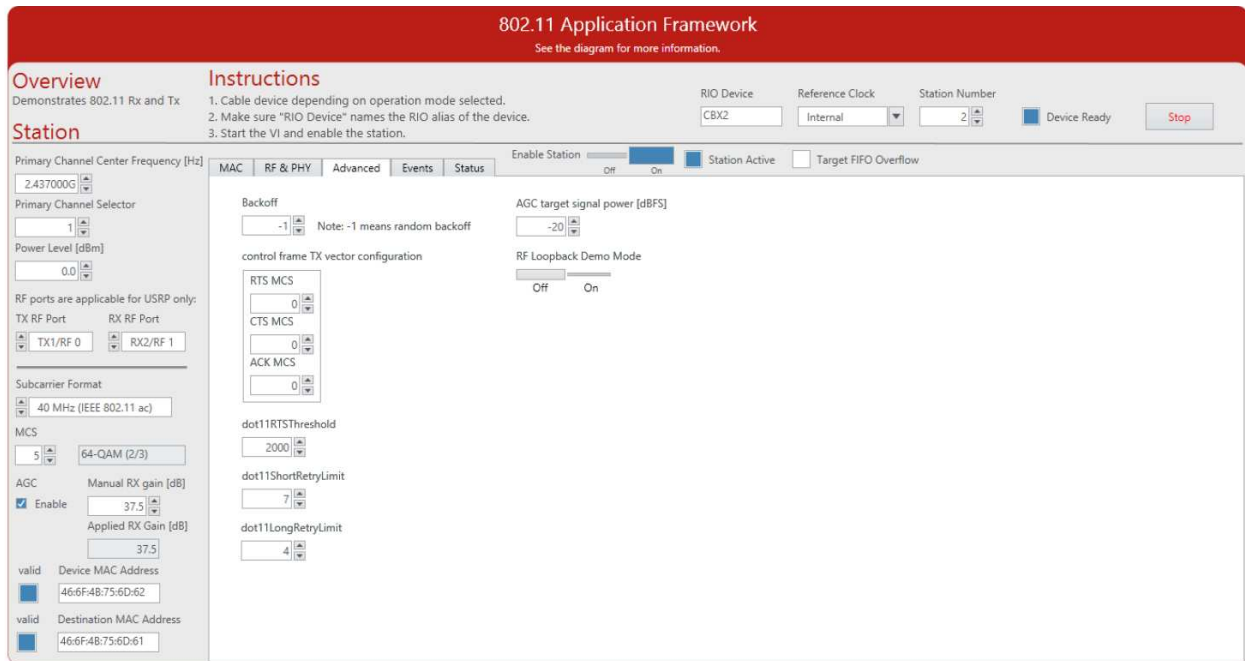 802.11 Application Framework
See the diagram for more information.
Overview
Demonstrates 802.11 Rx and Tx
Station
Instructions
1. Cable device depending on operation mode selected.
2. Make sure "RIO Device" names the RIO alias of the device.
3. Start the VI and enable the station.
RIO Device
CBX2
Reference Clock
Internal
Station Number
2
Device Ready
Stop
Primary Channel Center Frequency [Hz]
2.437000G
Primary Channel Selector
1
Power Level [dBm]
0.0
RF ports are applicable for USRP only:
TX RF Port RX RF Port
TX1/RF 0 RX2/RF 1
Subcarrier Format
40 MHz (IEEE 802.11 ac)
MCS
5 64-QAM (2/3)
AGC Manual RX gain [dB]
Enable 37.5
Applied RX Gain [dB]
37.5
valid Device MAC Address
46:6F:4B:75:6D:62
valid Destination MAC Address
46:6F:4B:75:6D:61
MAC RF & PHY Advanced Events Status
Enable Station
Off On
Station Active
Target FIFO Overflow
Backoff
-1 Note: -1 means random backoff
control frame TX vector configuration
RTS MCS
0
CTS MCS
0
ACK MCS
0
dot11RTSThreshold
2000
dot11ShortRetryLimit
7
dot11LongRetryLimit
4
AGC target signal power [dBFS]
-20
RF Loopback Demo Mode
Off On